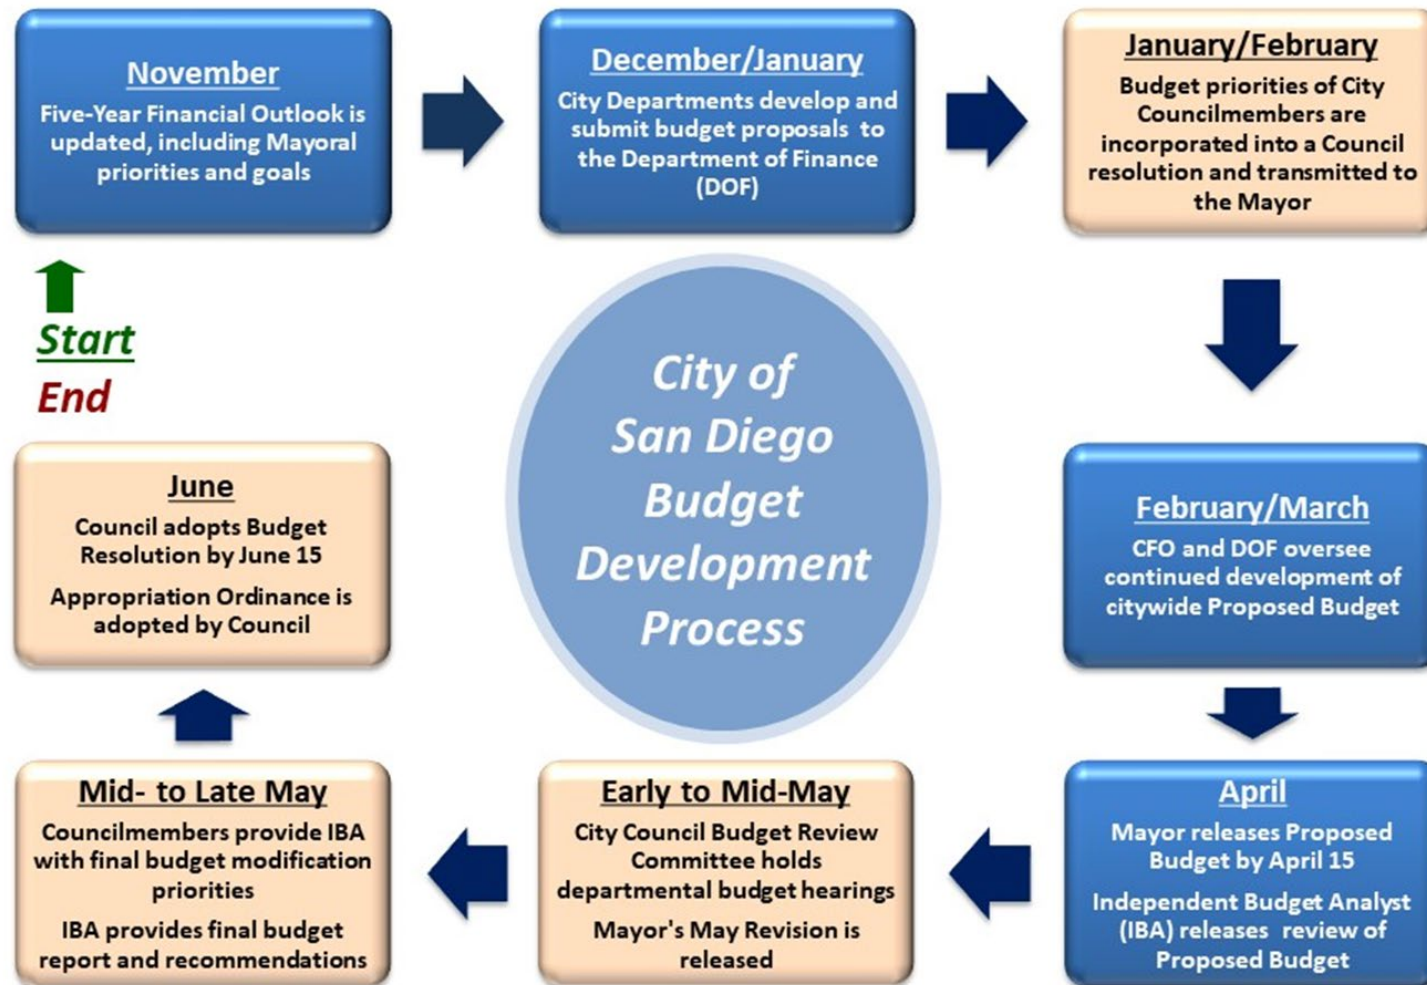 November
Five-Year Financial Outlook is
updated, including Mayoral
priorities and goals
December/January
City Departments develop and
submit budget proposals to
the Department of Finance
(DOF)
January/February
Budget priorities of City
Councilmembers are
incorporated into a Council
resolution and transmitted to
the Mayor
Start
End
City of
San Diego
Budget
Development
Process
February/March
CFO and DOF oversee
continued development of
citywide Proposed Budget
April
Mayor releases Proposed
Budget by April 15
Independent Budget Analyst
(IBA) releases review of
Proposed Budget
Early to Mid-May
City Council Budget Review
Committee holds
departmental budget hearings
Mayor's May Revision is
released
Mid- to Late May
Councilmembers provide IBA
with final budget modification
priorities
IBA provides final budget
report and recommendations
June
Council adopts Budget
Resolution by June 15
Appropriation Ordinance is
adopted by Council